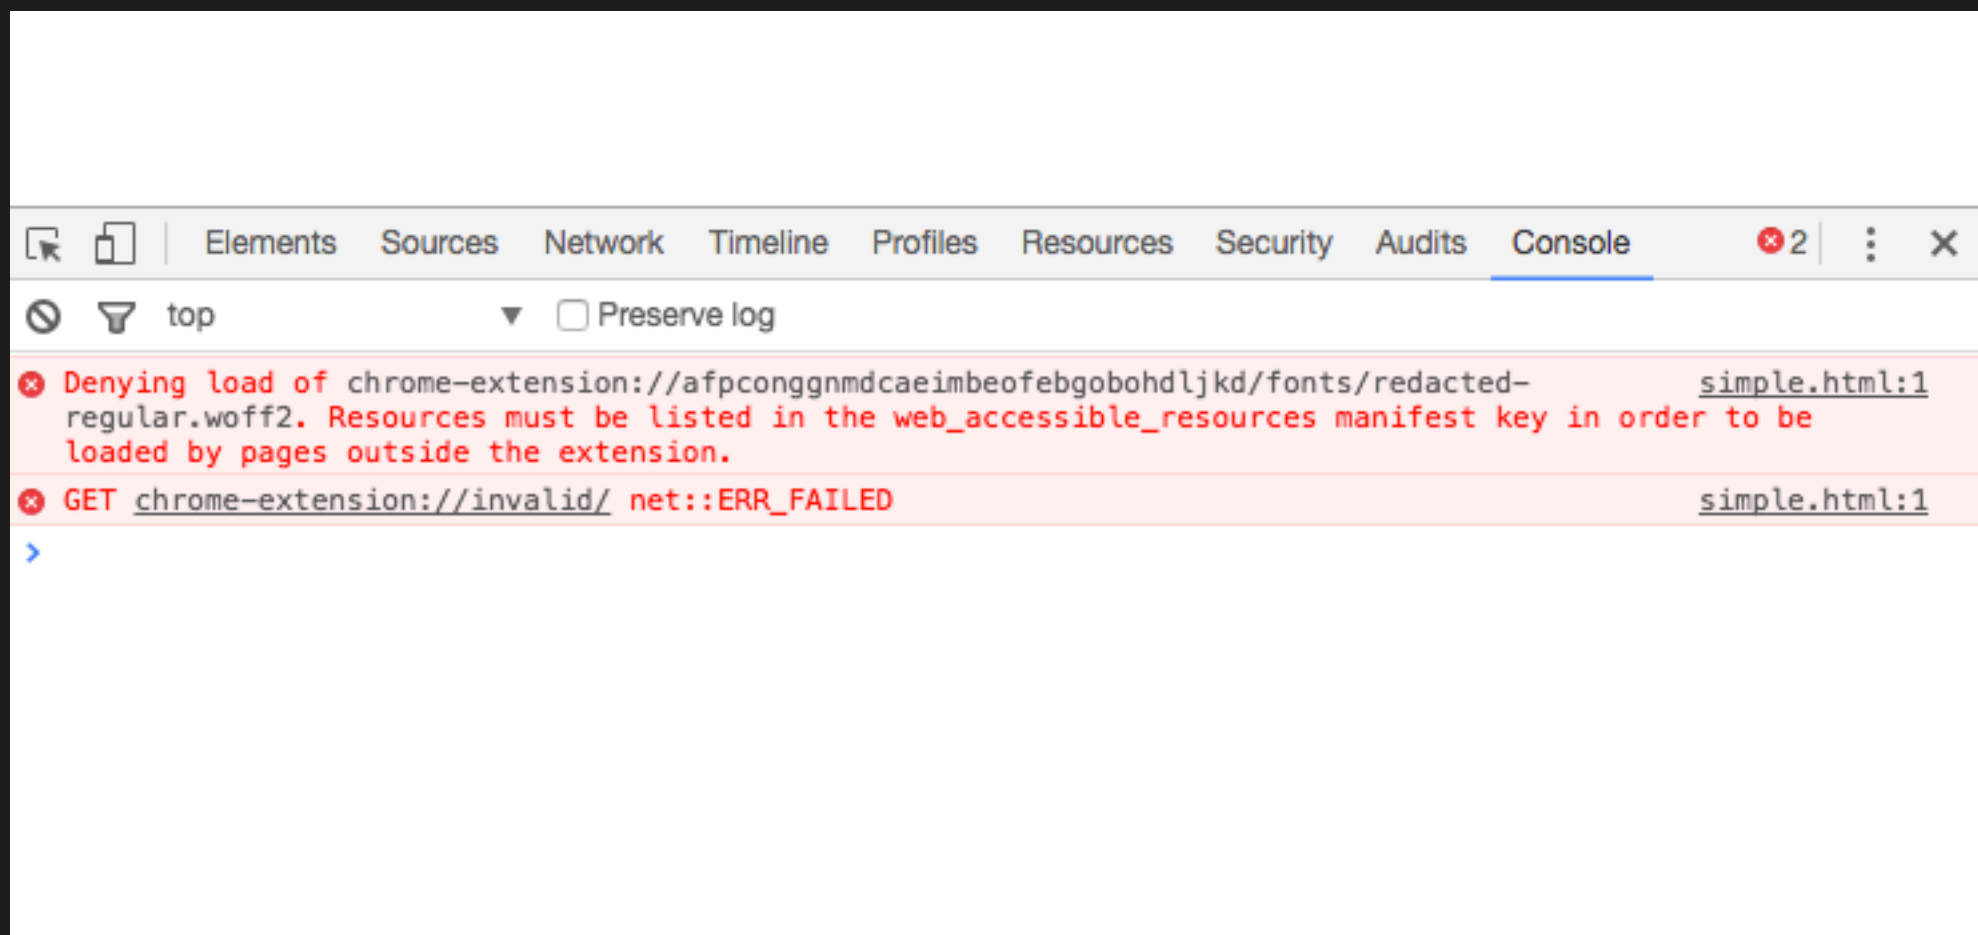 Elements Sources Network Timeline Profiles Resources Security Audits Console 2
top Preserve log
Denying load of chrome-extension://afpconggnmdcaeimbeofebgobohdljkd/fonts/redacted- simple.html:1
regular.woff2. Resources must be listed in the web_accessible_resources manifest key in order to be
loaded by pages outside the extension.
GET chrome-extension://invalid/ net::ERR_FAILED simple.html:1